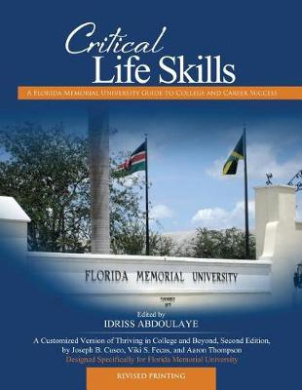 Critical
Life Skills
A Florida Memorial University Guide to College and Career Success
FLORIDA MEMORIAL UNIVERSITY
Edited by
IDRISS ABDOULAYE
A Customized Version of Thriving in College and Beyond, Second Edition,
by Joseph B. Cuseo, Viki S. Fecas, and Aaron Thompson
Designed Specifically for Florida Memorial University
REVISED PRINTING